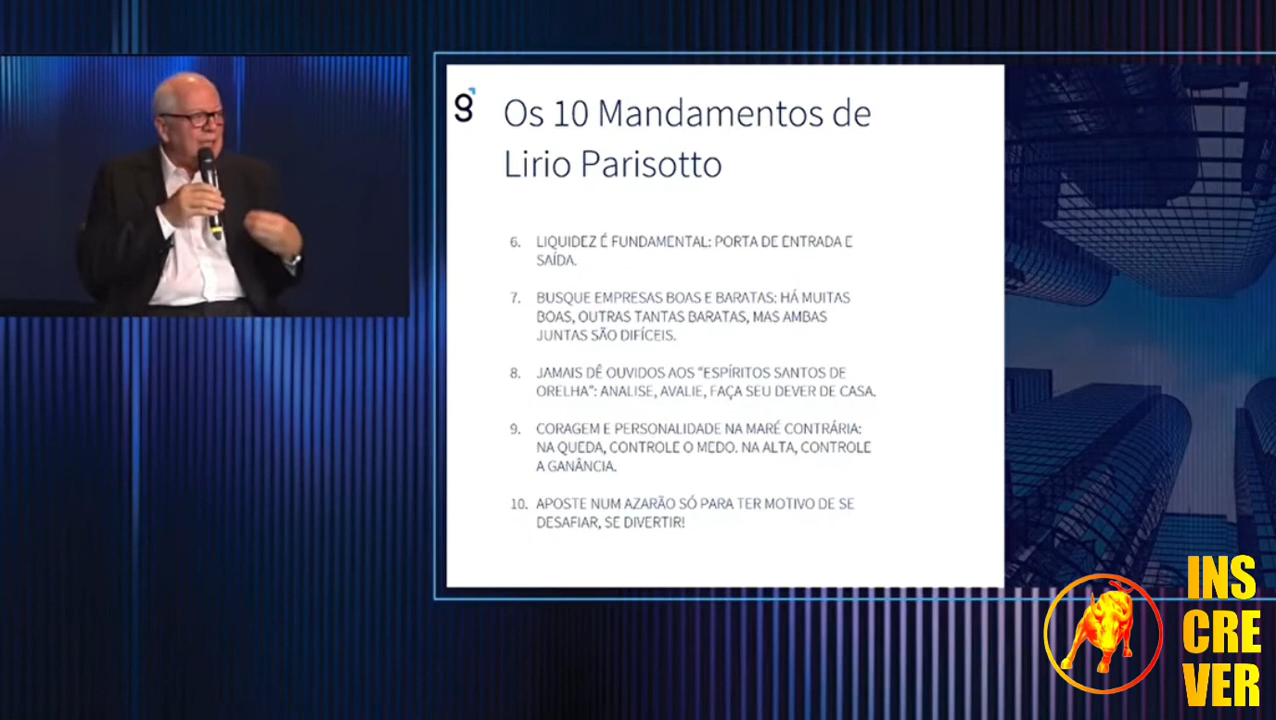 g
Os 10 Mandamentos de
Lirio Parisotto
6. LIQUIDEZ É FUNDAMENTAL: PORTA DE ENTRADA E
SAÍDA.
7. BUSQUE EMPRESAS BOAS E BARATAS: HÁ MUITAS
BOAS, OUTRAS TANTAS BARATAS, MAS AMBAS
JUNTAS SÃO DIFÍCEIS.
8. JAMAIS DÊ OUVIDOS AOS “ESPÍRITOS SANTOS DE
ORELHA”: ANALISE, AVALIE, FAÇA SEU DEVER DE CASA.
9. CORAGEM E PERSONALIDADE NA MARÉ CONTRÁRIA:
NA QUEDA, CONTROLE O MEDO. NA ALTA, CONTROLE
A GANÂNCIA.
10. APOSTE NUM AZARÃO SÓ PARA TER MOTIVO DE SE
DESAFIAR, SE DIVERTIR!
INS
CRE
VER